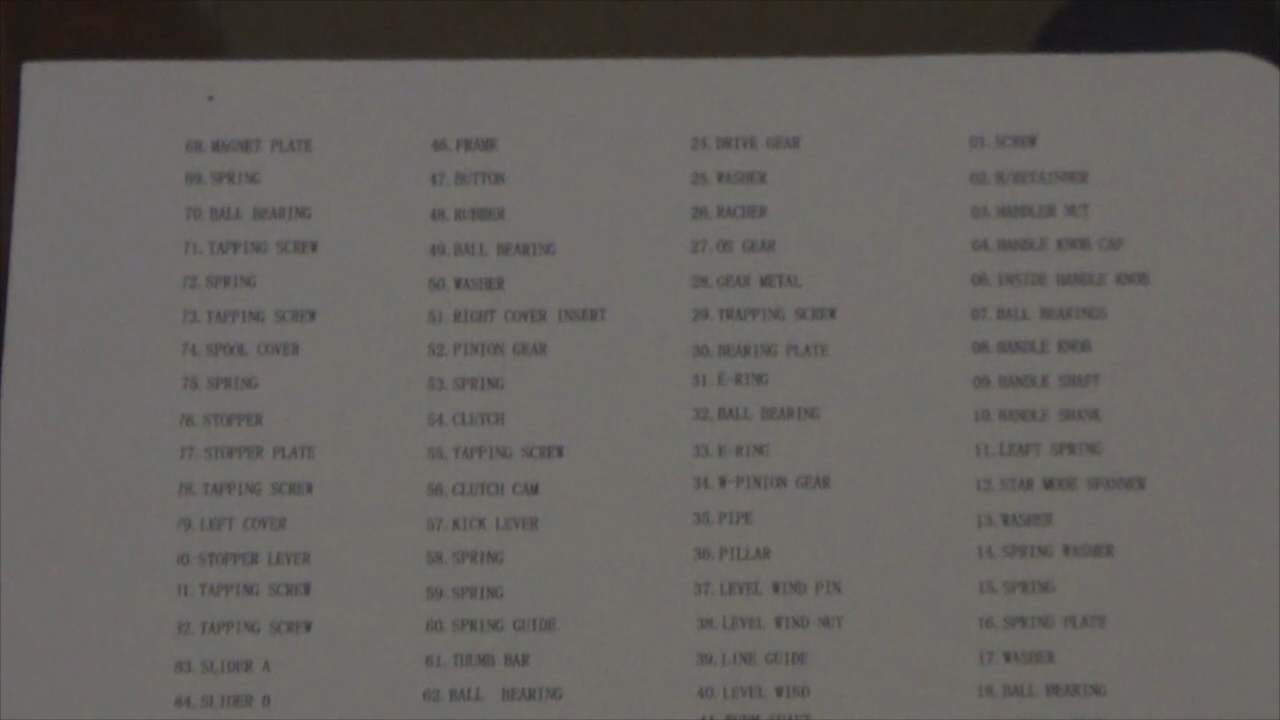 68. MAGNET PLATE
69. SPRING
70. BALL BEARING
71. TAPPING SCREW
72. SPRING
73. TAPPING SCREW
74. SPOOL COVER
75. SPRING
76. STOPPER
77. STOPPER PLATE
78. TAPPING SCREW
79. LEFT COVER
0. STOPPER LEVER
1. TAPPING SCREW
2. TAPPING SCREW
83. SLIDER A
84. SLIDER B
46. FRAME
47. BUTTON
48. RUBBER
49. BALL BEARING
50. WASHER
51. RIGHT COVER INSERT
52. PINION GEAR
53. SPRING
54. CLUTCH
55. TAPPING SCREW
56. CLUTCH CAM
57. KICK LEVER
58. SPRING
59. SPRING
60. SPRING GUIDE
61. THUMB BAR
62. BALL BEARING
24. DRIVE GEAR
25. WASHER
26. RACHER
27. OS GEAR
28. GEAR METAL
29. TRAPPING SCREW
30. BEARING PLATE
31. E-RING
32. BALL BEARING
33. E-RING
34. W-PINION GEAR
35. PIPE
36. PILLAR
37. LEVEL WIND PIN
38. LEVEL WIND NUT
39. LINE GUIDE
40. LEVEL WIND
01. SCREW
02. R/RETAINDER
03. HANDLER NUT
04. HANDLE KNOB CAP
06. INSIDE HANDLE KNOB
07. BALL BEARINGS
08. HANDLE KNOB
09. HANDLE SHAFT
10. HANDLE SHANK
11. LEAFT SPRING
12. STAR MODE SPANNER
13. WASHER
14. SPRING WASHER
15. SPRING
16. SPRING PLATE
17. WASHER
18. BALL BEARING